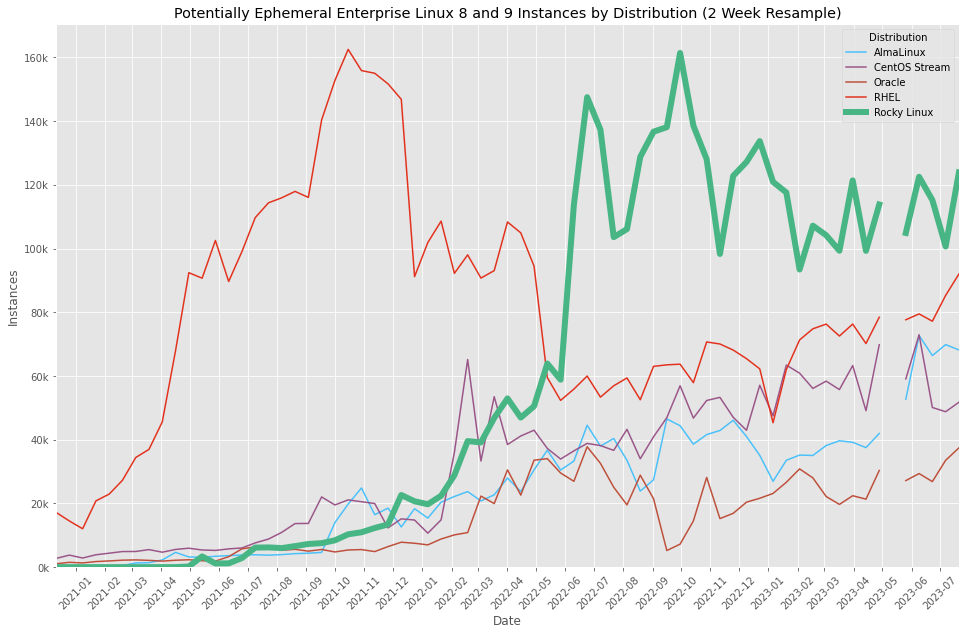 Potentially Ephemeral Enterprise Linux 8 and 9 Instances by Distribution (2 Week Resample)
Distribution
AlmaLinux
CentOS Stream
Oracle
RHEL
Rocky Linux
160k
140k
120k
100k
80k
60k
40k
20k
0k
Instances
2021-01
2021-02
2021-03
2021-04
2021-05
2021-06
2021-07
2021-08
2021-09
2021-10
2021-11
2021-12
2022-01
2022-02
2022-03
2022-04
2022-05
2022-06
2022-07
2022-08
2022-09
2022-10
2022-11
2022-12
2023-01
2023-02
2023-03
2023-04
2023-05
2023-06
2023-07
Date